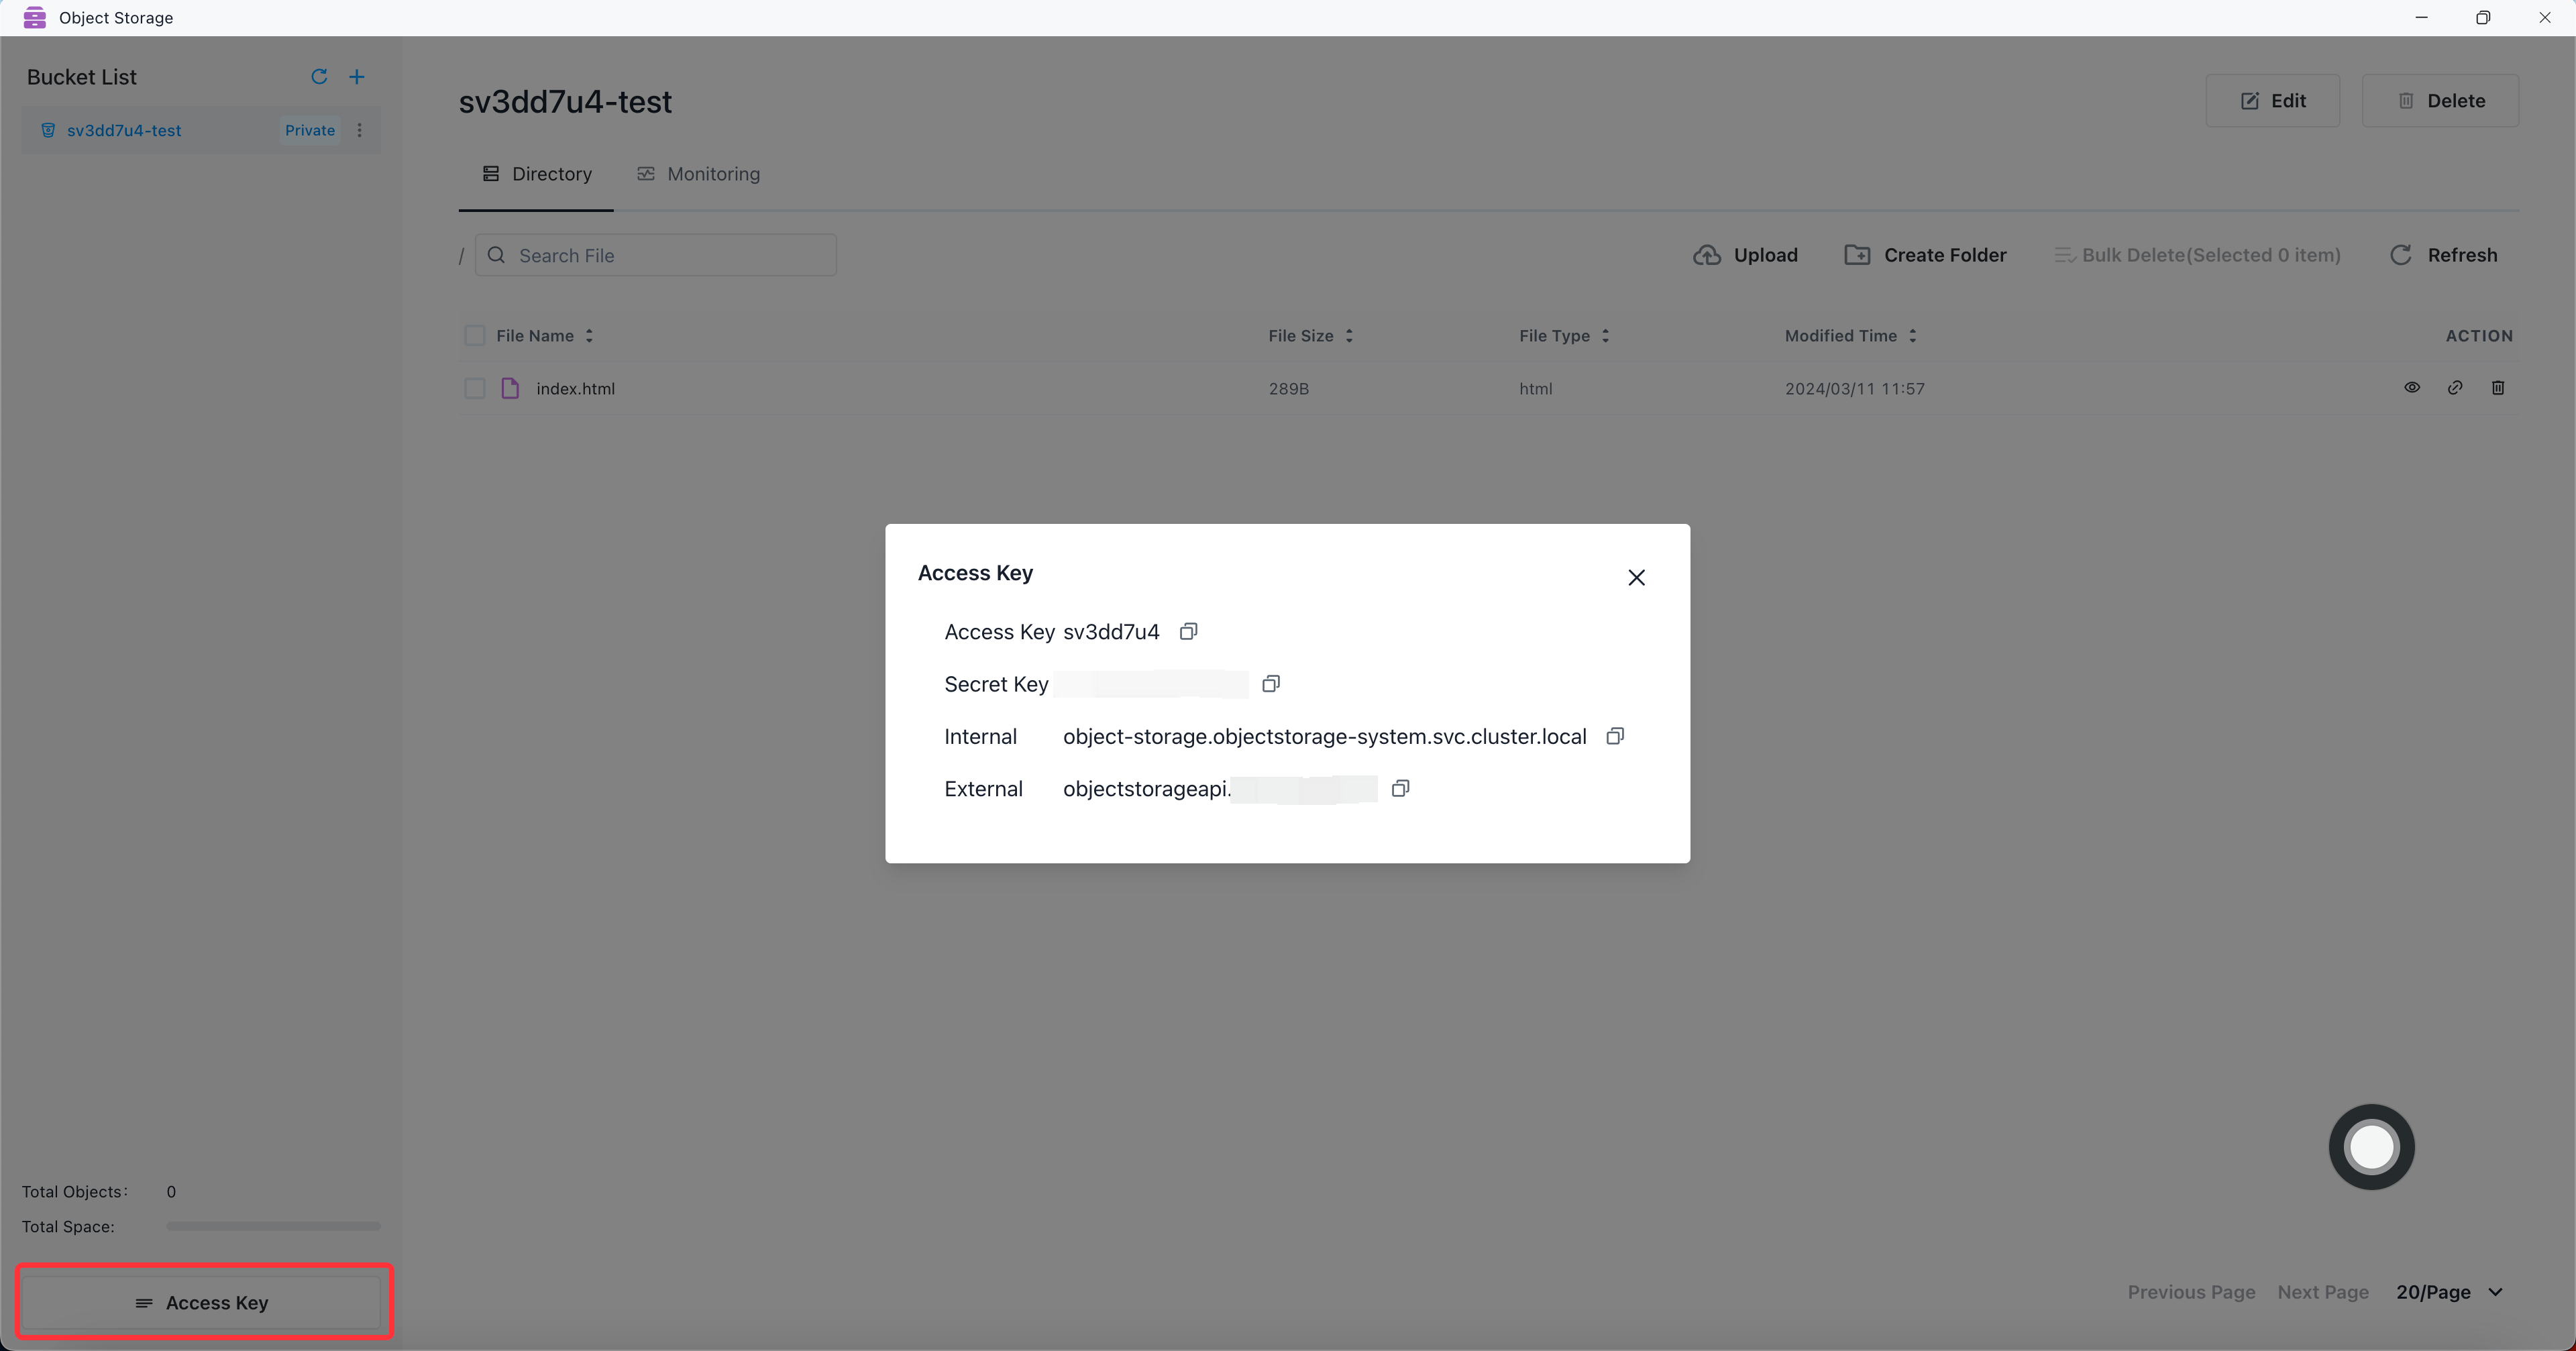 Object Storage
Bucket List
sv3dd7u4-test Private
sv3dd7u4-test
Edit Delete
Directory Monitoring
/ Search File Upload Create Folder Bulk Delete(Selected 0 item) Refresh
File Name File Size File Type Modified Time ACTION
index.html 289B html 2024/03/11 11:57
Access Key
Access Key sv3dd7u4
Secret Key
Internal object-storage.objectstorage-system.svc.cluster.local
External objectstorageapi.
Total Objects: 0
Total Space:
Access Key
Previous Page Next Page 20/Page